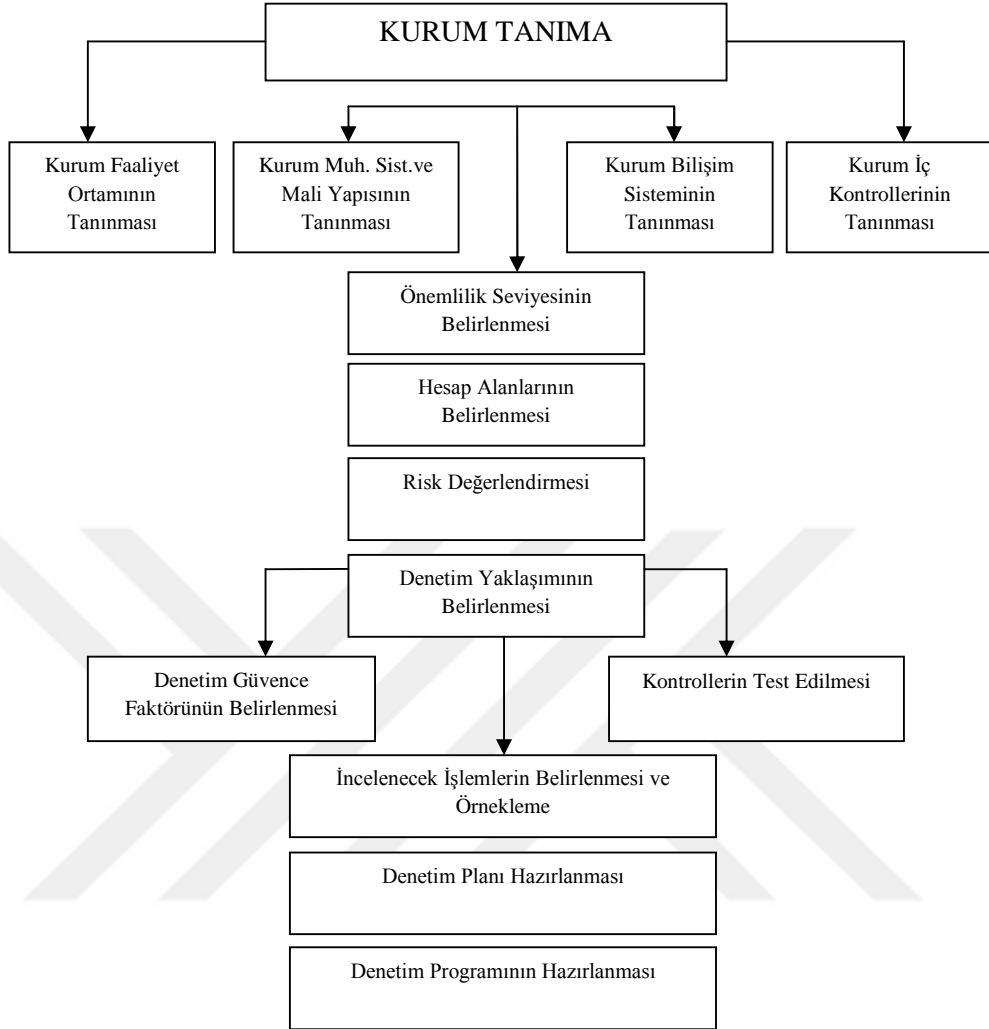 KURUM TANIMA
Kurum Faaliyet
Ortamının
Tanınması
Kurum Muh. Sist.ve
Mali Yapısının
Tanınması
Kurum Bilişim
Sisteminin
Tanınması
Kurum İç
Kontrollerinin
Tanınması
Önemlilik Seviyesinin
Belirlenmesi
Hesap Alanlarının
Belirlenmesi
Risk Değerlendirmesi
Denetim Yaklaşımının
Belirlenmesi
Denetim Güvence
Faktörünün Belirlenmesi
Kontrollerin Test Edilmesi
İncelenecek İşlemlerin Belirlenmesi ve
Örnekleme
Denetim Planı Hazırlanması
Denetim Programının Hazırlanması